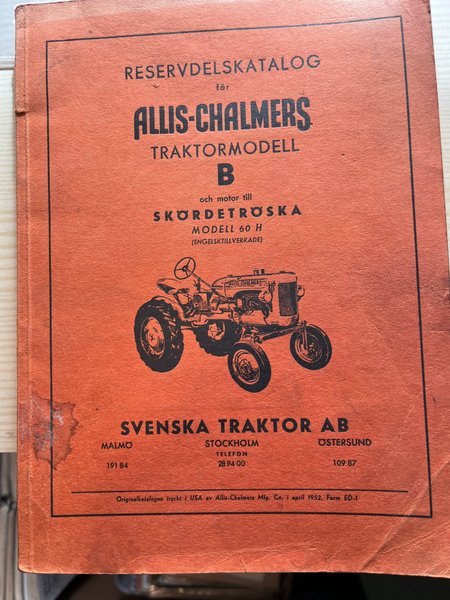 RESERVDELSKATALOG
för
ALLIS-CHALMERS
TRAKTORMODELL
B
och motor till
SKÖRDETRÖSKA
MODELL 60 H
(ENGELSKTILLVERKADE)
ALLIS-CHALMERS
SVENSKA TRAKTOR AB
MALMÖ STOCKHOLM ÖSTERSUND
TELEFON
191 84 28 94 00 109 87
Originalkatalogen tryckt i USA av Allis-Chalmers Mfg. Co. i april 1952, Form ED-1